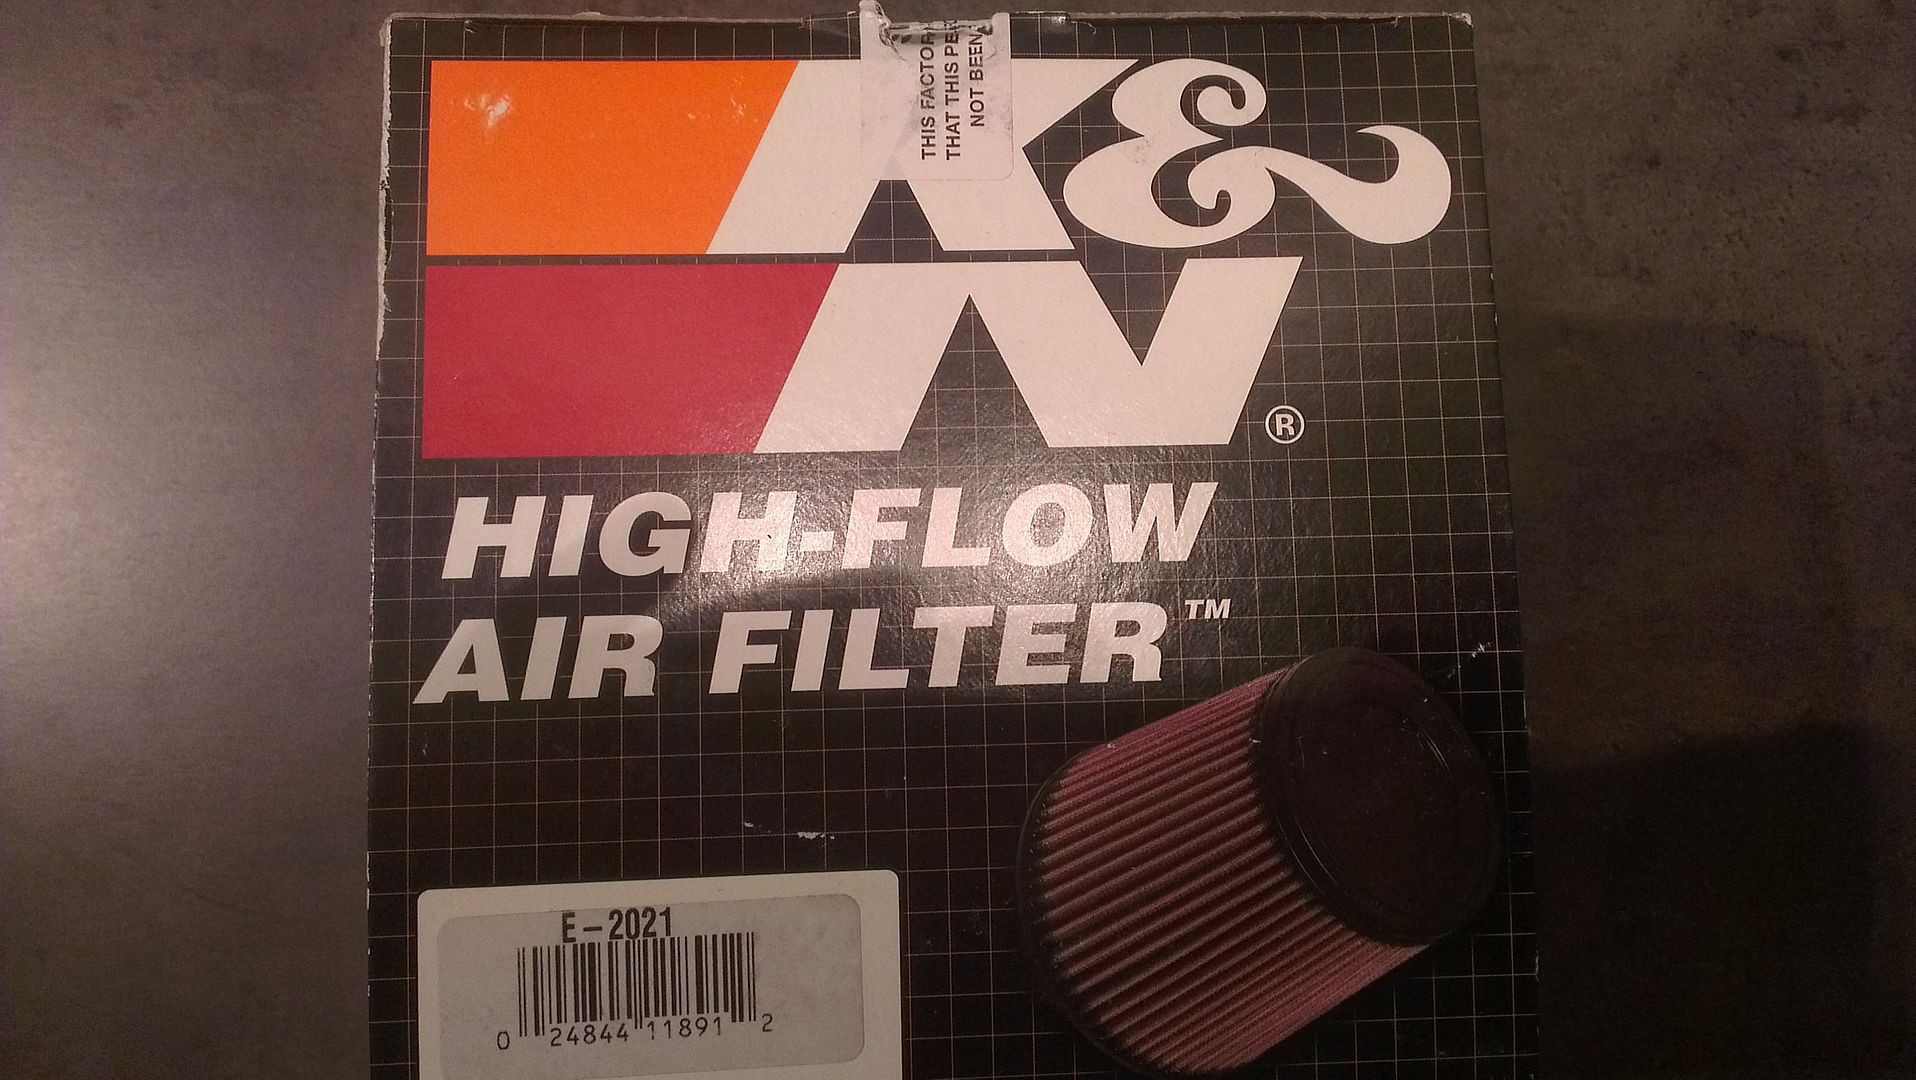 THIS FACTOR
THAT THIS PE
NOT BEEN
K&
N®
HIGH-FLOW
AIR FILTER™
E-2021
0 24844 11891 2